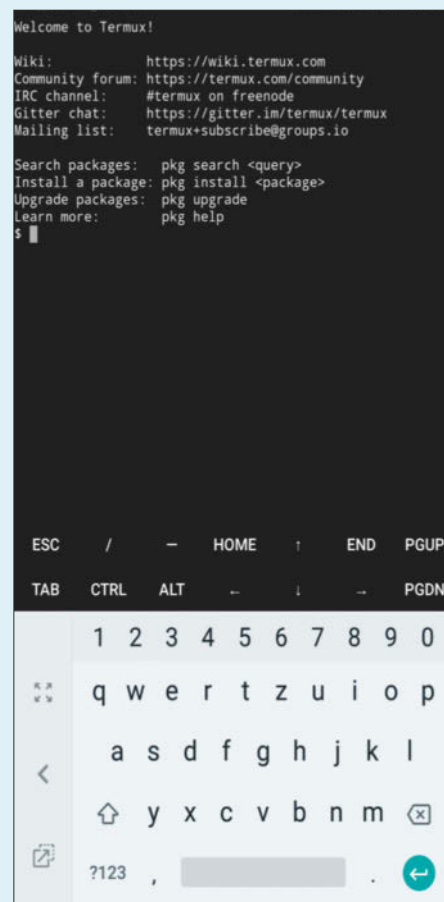 Welcome to Termux!
Wiki: https://wiki.termux.com
Community forum: https://termux.com/community
IRC channel: #termux on freenode
Gitter chat: https://gitter.im/termux/termux
Mailing list: termux+subscribe@groups.io
Search packages: pkg search <query>
Install a package: pkg install <package>
Upgrade packages: pkg upgrade
Learn more: pkg help
$
ESC / — HOME ↑ END PGUP
TAB CTRL ALT ← ↓ → PGDN
1 2 3 4 5 6 7 8 9 0
q w e r t z u i o p
a s d f g h j k l
y x c v b n m
?123 , .